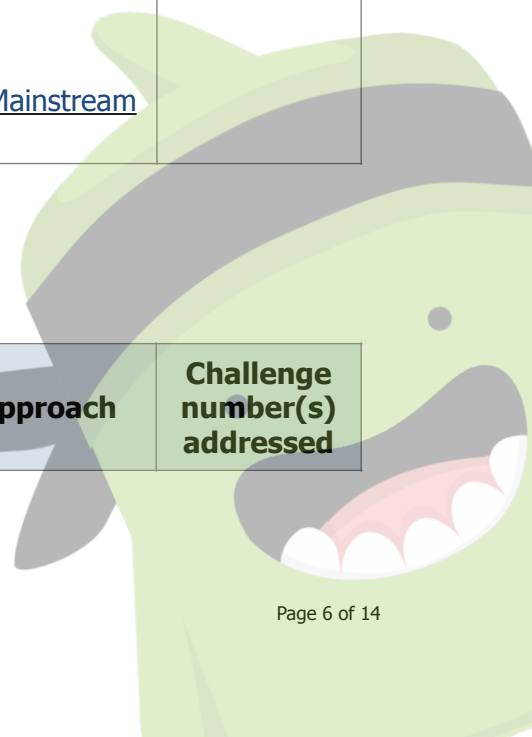 Mainstream
pproach
Challenge
number(s)
addressed
Page 6 of 14